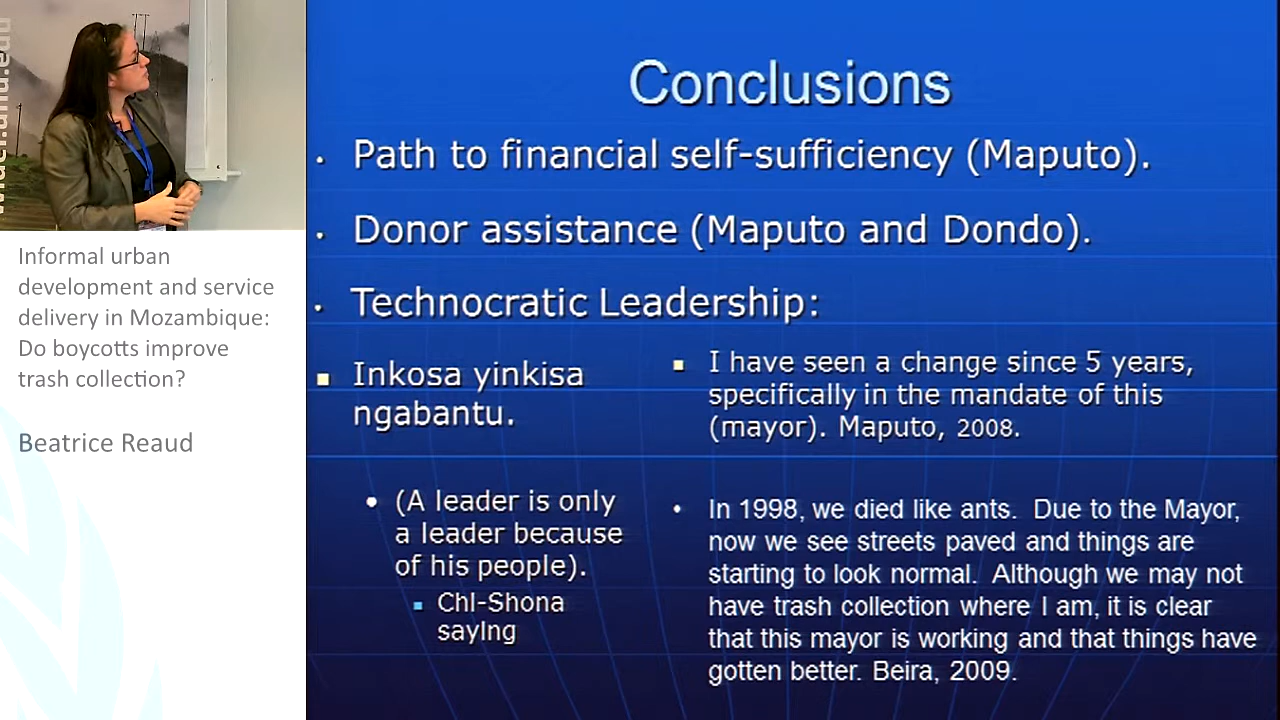 Conclusions
• Path to financial self-sufficiency (Maputo).
• Donor assistance (Maputo and Dondo).
• Technocratic Leadership:
▪ Inkosa yinkisa
ngabantu.
• (A leader is only
a leader because
of his people).
▪ ChI-Shona
sayIng
▪ I have seen a change since 5 years,
specifically in the mandate of this
(mayor). Maputo, 2008.
• In 1998, we died like ants. Due to the Mayor,
now we see streets paved and things are
starting to look normal. Although we may not
have trash collection where I am, it is clear
that this mayor is working and that things have
gotten better. Beira, 2009.
Informal urban
development and service
delivery in Mozambique:
Do boycotts improve
trash collection?
Beatrice Reaud